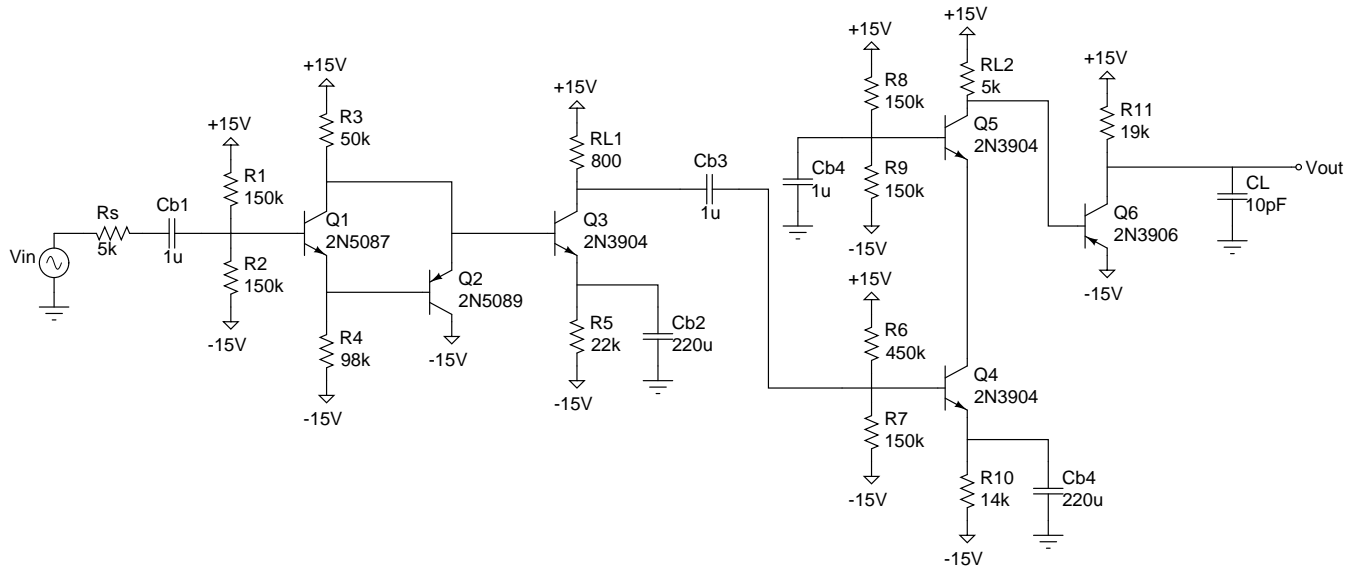 Vin
Rs
5k
Cb1
1u
+15V
R1
150k
R2
150k
-15V
+15V
R3
50k
Q1
2N5087
R4
98k
-15V
Q2
2N5089
-15V
+15V
RL1
800
Q3
2N3904
R5
22k
-15V
Cb2
220u
Cb3
1u
+15V
R8
150k
Cb4
1u
R9
150k
-15V
+15V
R6
450k
R7
150k
-15V
+15V
RL2
5k
Q5
2N3904
Q4
2N3904
R10
14k
-15V
Cb4
220u
+15V
R11
19k
Q6
2N3906
-15V
CL
10pF
Vout